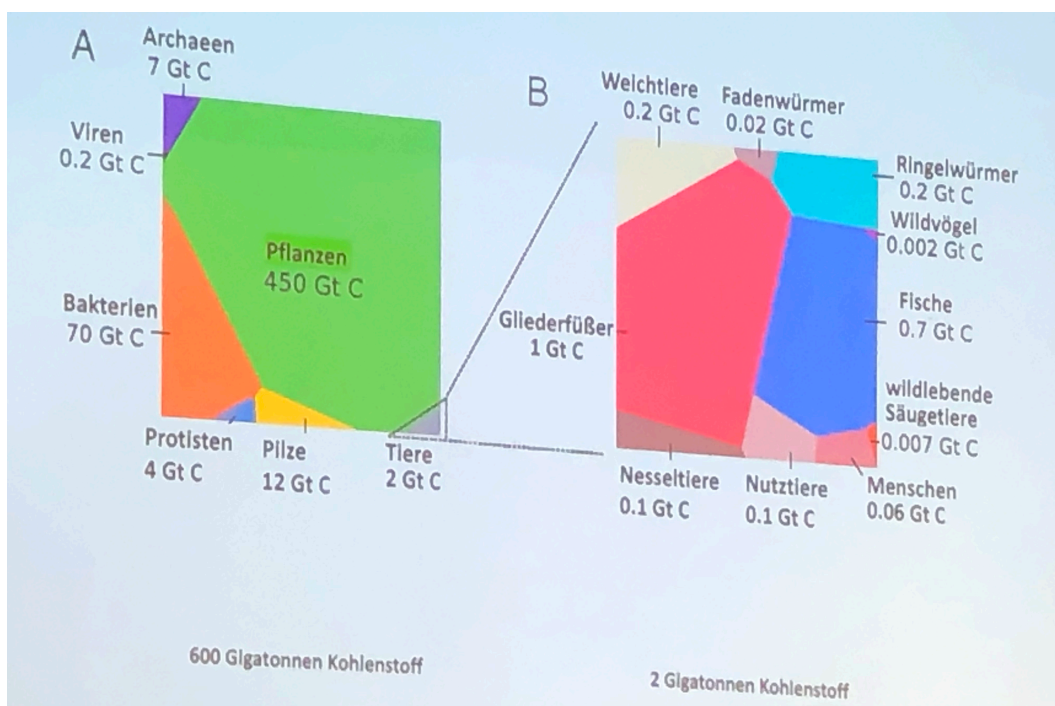 A
Archaeen
7 Gt C
Viren
0.2 Gt C
Pflanzen
450 Gt C
Bakterien
70 Gt C
Protisten
4 Gt C
Pilze
12 Gt C
Tiere
2 Gt C
600 Gigatonnen Kohlenstoff
B
Weichtiere
0.2 Gt C
Fadenwürmer
0.02 Gt C
Ringelwürmer
0.2 Gt C
Wildvögel
0.002 Gt C
Gliederfüßer
1 Gt C
Fische
0.7 Gt C
wildlebende
Säugetiere
0.007 Gt C
Nesseltiere
0.1 Gt C
Nutztiere
0.1 Gt C
Menschen
0.06 Gt C
2 Gigatonnen Kohlenstoff